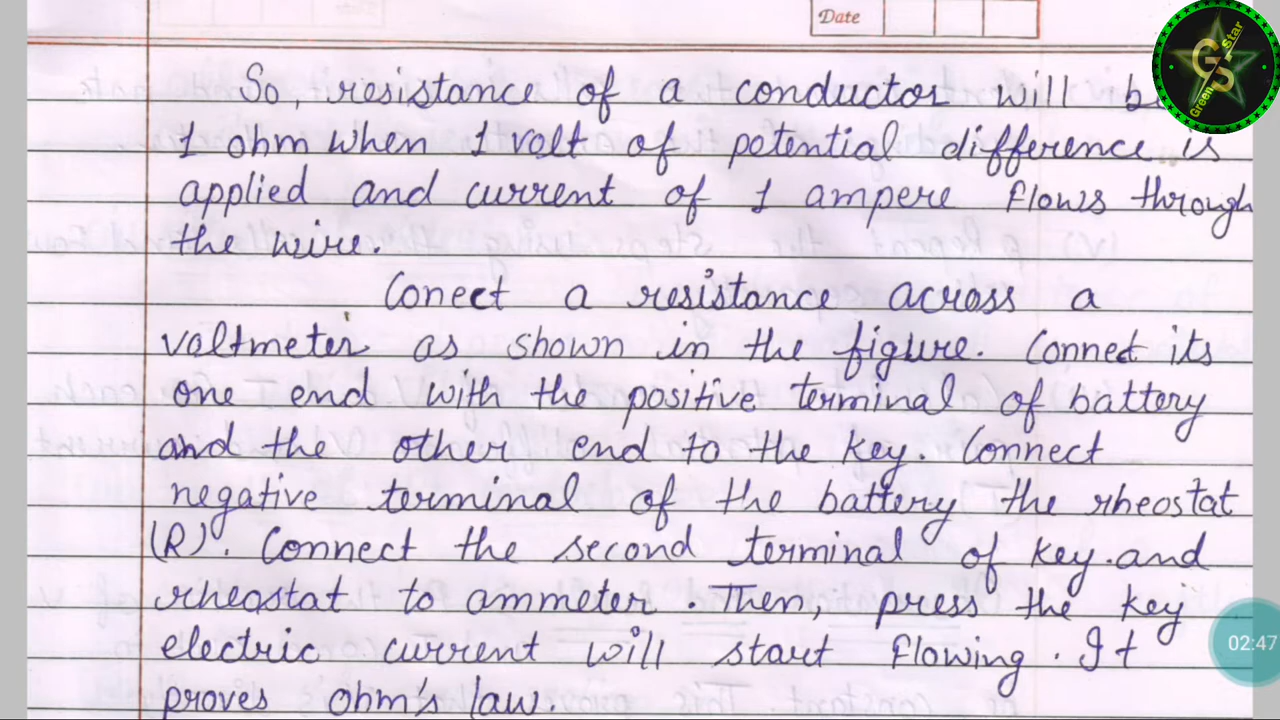 Date
GS
Green Star
So, resistance of a conductor will b
1 ohm when 1 volt of potential difference is
applied and current of 1 ampere flows through
the wire.
Conect a resistance across a
voltmeter as shown in the figure. Connect its
one end with the positive terminal of battery
and the other end to the key. Connect
negative terminal of the battery the rheostat
(R). Connect the second terminal of key.and
rheostat to ammeter. Then, press the key
electric current will start flowing. It
proves ohm's law.
02:47